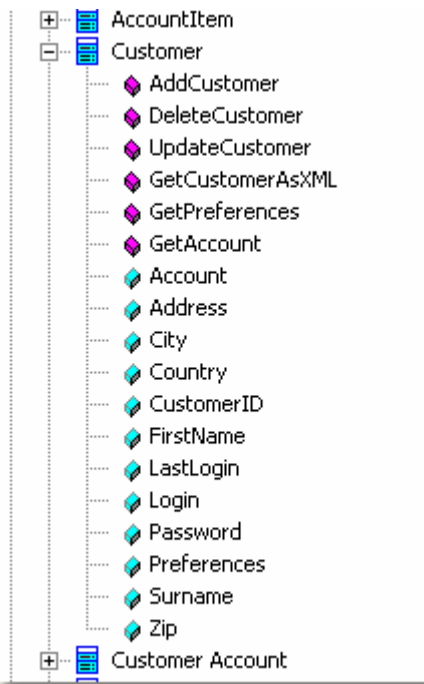 AccountItem
Customer
AddCustomer
DeleteCustomer
UpdateCustomer
GetCustomerAsXML
GetPreferences
GetAccount
Account
Address
City
Country
CustomerID
FirstName
LastLogin
Login
Password
Preferences
Surname
Zip
Customer Account